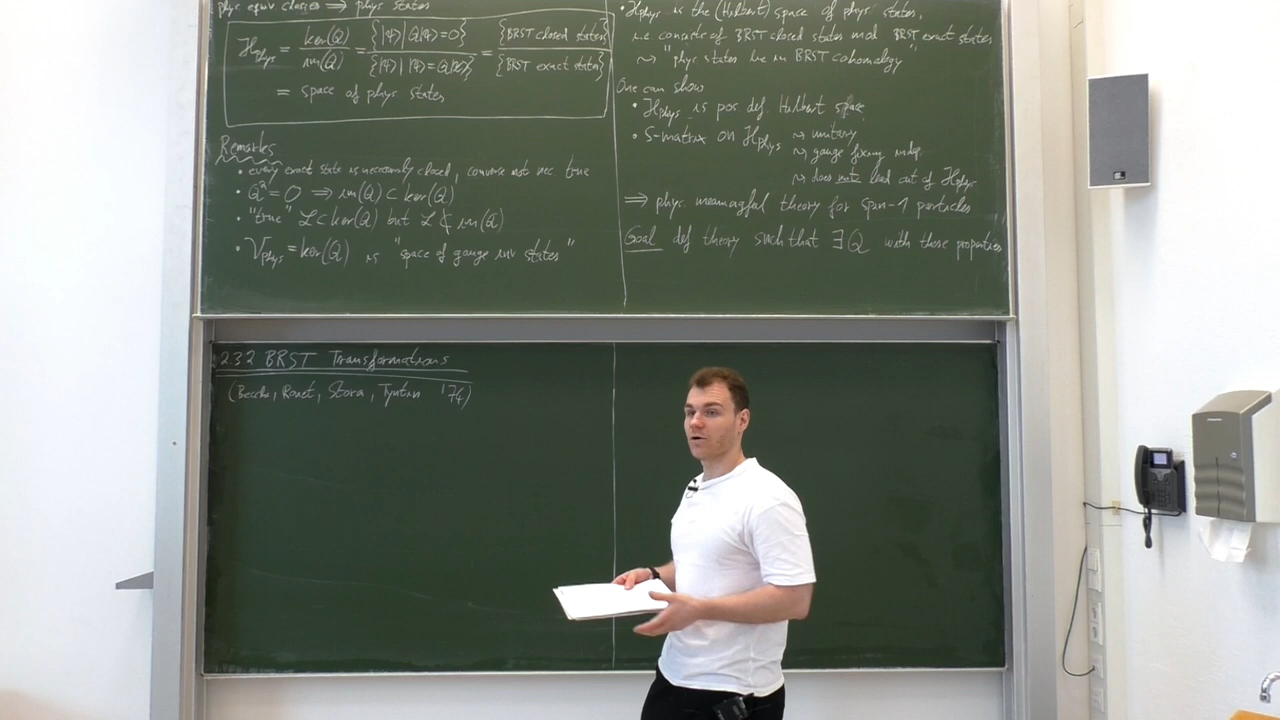 phys equiv classes ⟹ phys states
H_phys = ker(Q)/im(Q) = {|ψ⟩ | Q|ψ⟩ = 0}/{|ψ⟩ | |ψ⟩ = Q|χ⟩} = {BRST closed states}/{BRST exact states}
= space of phys states
Remarks
• every exact state is necessarily closed, converse not nec true
• Q² = 0 ⟹ im(Q) ⊂ ker(Q)
• "true" L ⊂ ker(Q) but L ⊄ im(Q)
• V_phys = ker(Q) is "space of gauge inv states"
• H_phys is the (Hilbert) space of phys states,
i.e. consists of BRST closed states mod BRST exact states
⇝ "phys states live in BRST cohomology"
One can show
• H_phys is pos def. Hilbert space
• S-matrix on H_phys ⇝ unitary
⇝ gauge fixing indep.
⇝ does note lead out of H_phys
⟹ phys. meaningful theory for spin-1 particles
Goal def theory such that ∃Q with those properties
2.3.2 BRST Transformations
(Becchi, Rouet, Stora, Tyutin '74)